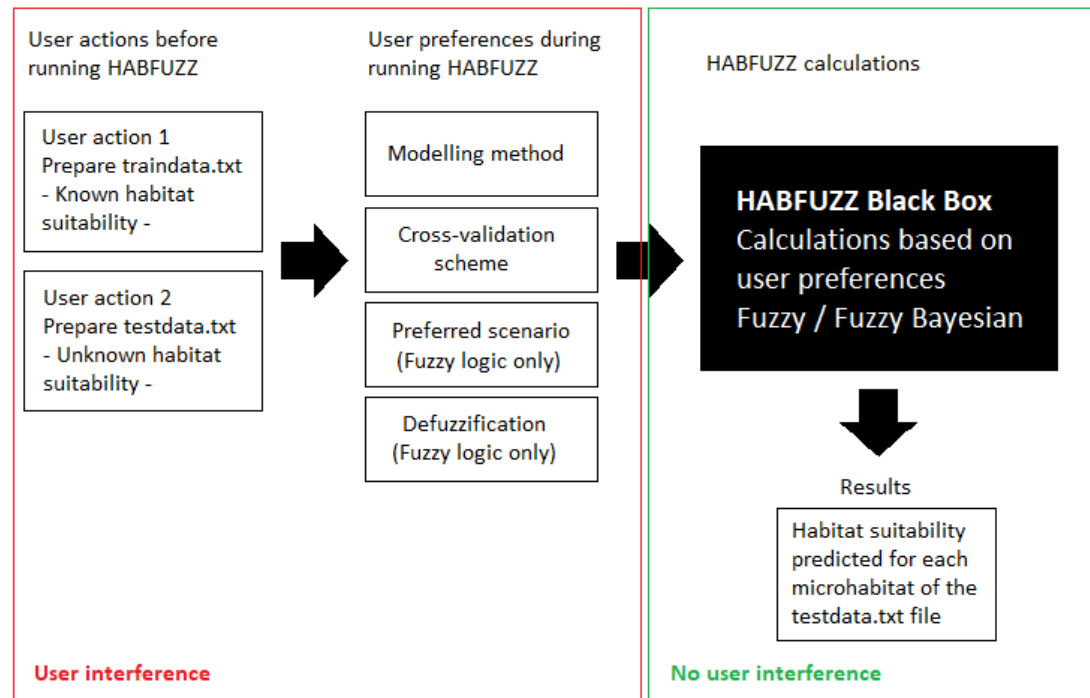 User actions before
running HABFUZZ
User action 1
Prepare traindata.txt
- Known habitat
suitability -
User action 2
Prepare testdata.txt
- Unknown habitat
suitability -
User preferences during
running HABFUZZ
Modelling method
Cross-validation
scheme
Preferred scenario
(Fuzzy logic only)
Defuzzification
(Fuzzy logic only)
User interference
HABFUZZ calculations
HABFUZZ Black Box
Calculations based on
user preferences
Fuzzy / Fuzzy Bayesian
Results
Habitat suitability
predicted for each
microhabitat of the
testdata.txt file
No user interference